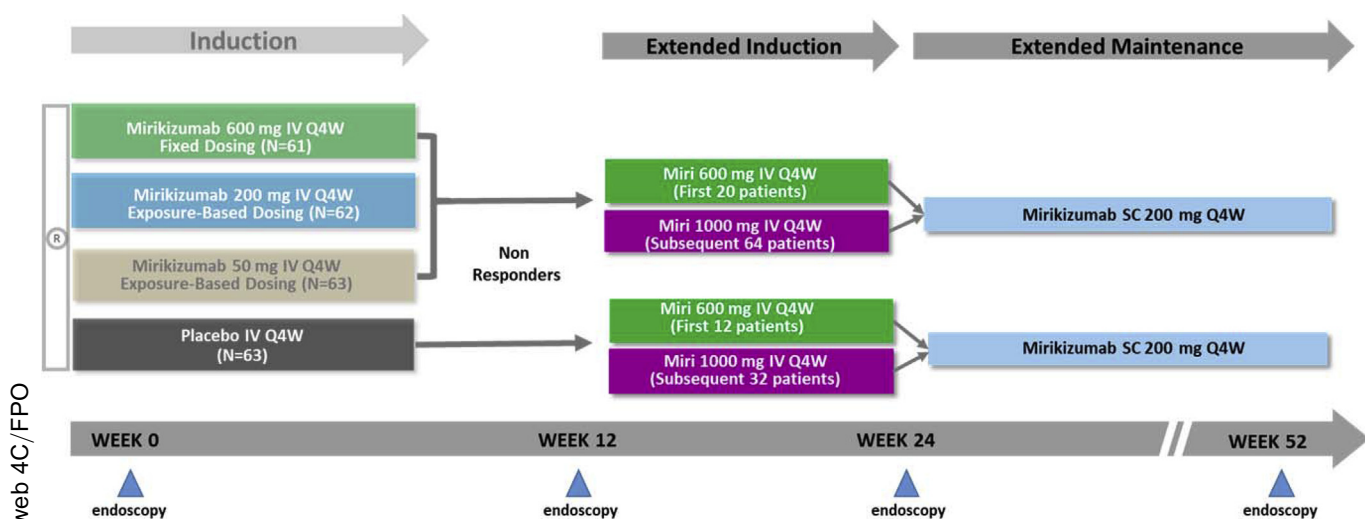 Induction
Extended Induction
Extended Maintenance
R
Mirikizumab 600 mg IV Q4W
Fixed Dosing (N=61)
Mirikizumab 200 mg IV Q4W
Exposure-Based Dosing (N=62)
Mirikizumab 50 mg IV Q4W
Exposure-Based Dosing (N=63)
Placebo IV Q4W
(N=63)
Non
Responders
Miri 600 mg IV Q4W
(First 20 patients)
Miri 1000 mg IV Q4W
(Subsequent 64 patients)
Mirikizumab SC 200 mg Q4W
Miri 600 mg IV Q4W
(First 12 patients)
Miri 1000 mg IV Q4W
(Subsequent 32 patients)
Mirikizumab SC 200 mg Q4W
WEEK 0
WEEK 12
WEEK 24
WEEK 52
endoscopy
endoscopy
endoscopy
endoscopy
web 4C/FPO